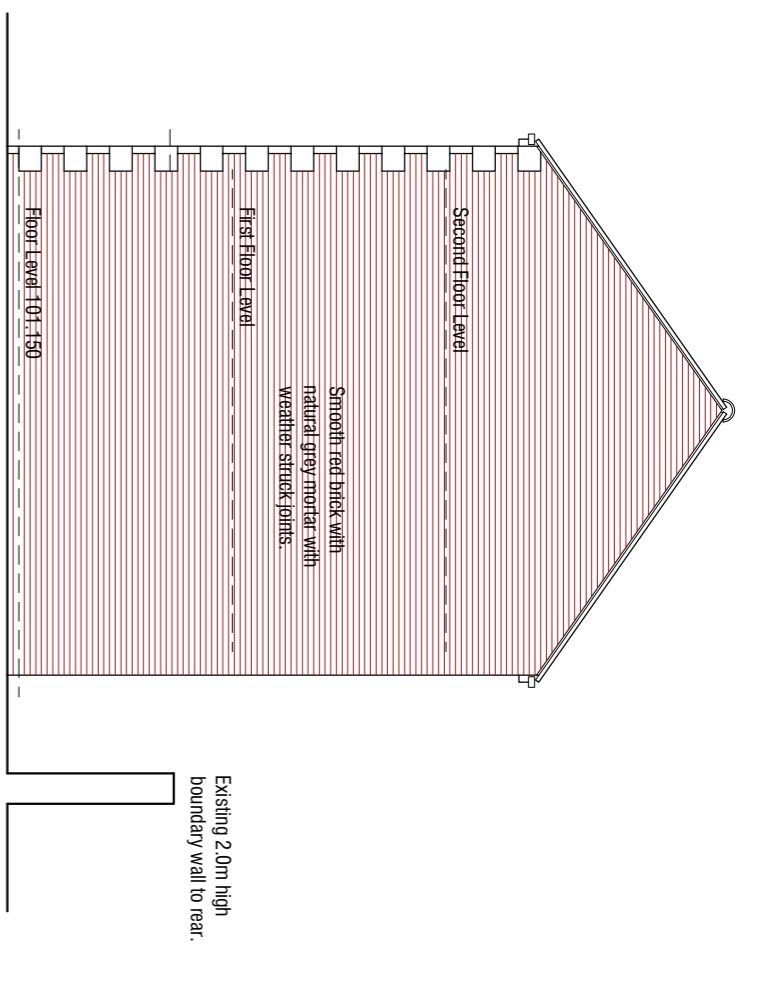 Second Floor Level
Smooth red brick with
natural grey mortar with
weather struck joints.
First Floor Level
Existing 2.0m high
boundary wall to rear.
Floor Level 101.150